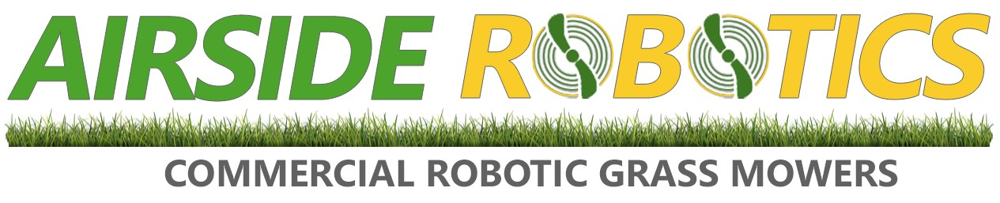 AIRSIDE ROBOTICS
COMMERCIAL ROBOTIC GRASS MOWERS